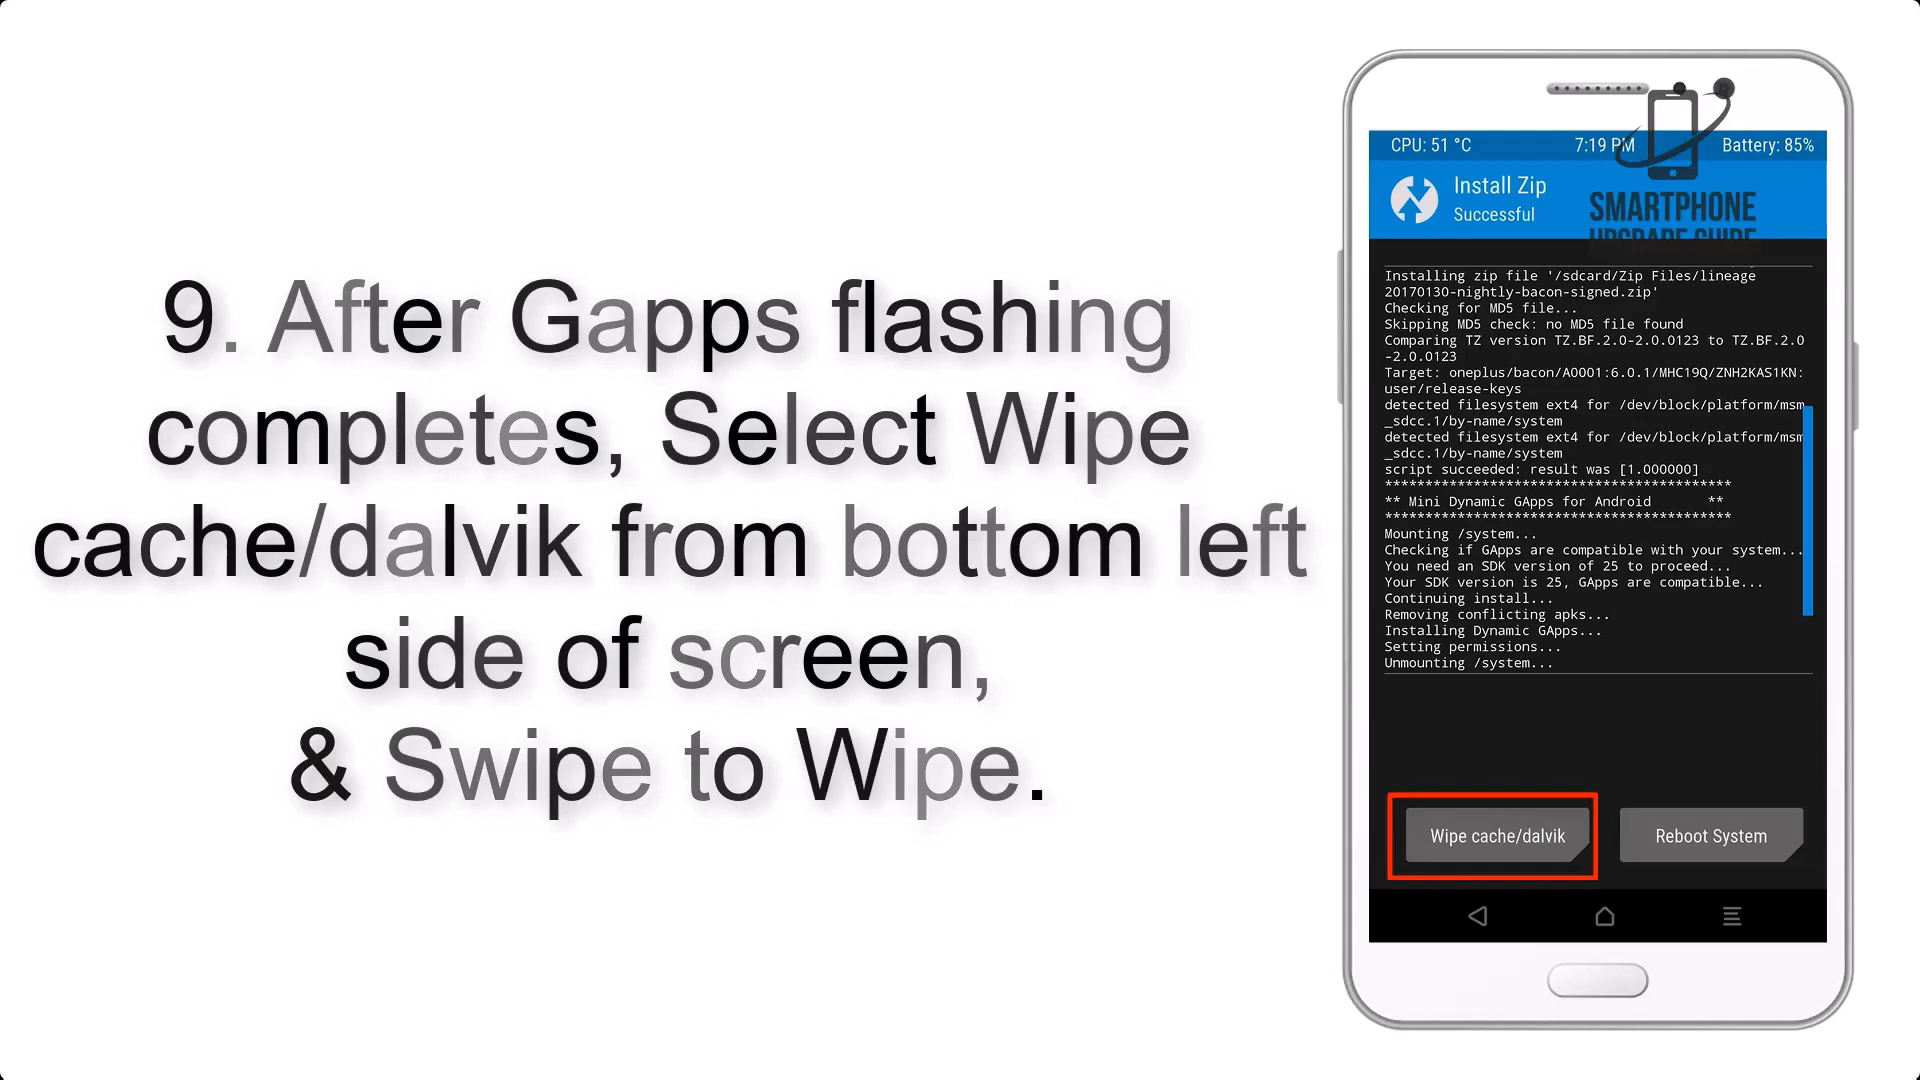 9. After Gapps flashing
completes, Select Wipe
cache/dalvik from bottom left
side of screen,
& Swipe to Wipe.
CPU: 51 °C 7:19 PM Battery: 85%
Install Zip
Successful
SMARTPHONE
UPGRADE GUIDE
Installing zip file '/sdcard/Zip Files/lineage
20170130-nightly-bacon-signed.zip'
Checking for MD5 file...
Skipping MD5 check: no MD5 file found
Comparing TZ version TZ.BF.2.0-2.0.0123 to TZ.BF.2.0
-2.0.0123
Target: oneplus/bacon/A0001:6.0.1/MHC19Q/ZNH2KAS1KN:
user/release-keys
detected filesystem ext4 for /dev/block/platform/msm
_sdcc.1/by-name/system
detected filesystem ext4 for /dev/block/platform/msm
_sdcc.1/by-name/system
script succeeded: result was [1.000000]
******************************************
** Mini Dynamic GApps for Android **
******************************************
Mounting /system...
Checking if GApps are compatible with your system...
You need an SDK version of 25 to proceed...
Your SDK version is 25, GApps are compatible...
Continuing install...
Removing conflicting apks...
Installing Dynamic GApps...
Setting permissions...
Unmounting /system...
Wipe cache/dalvik
Reboot System